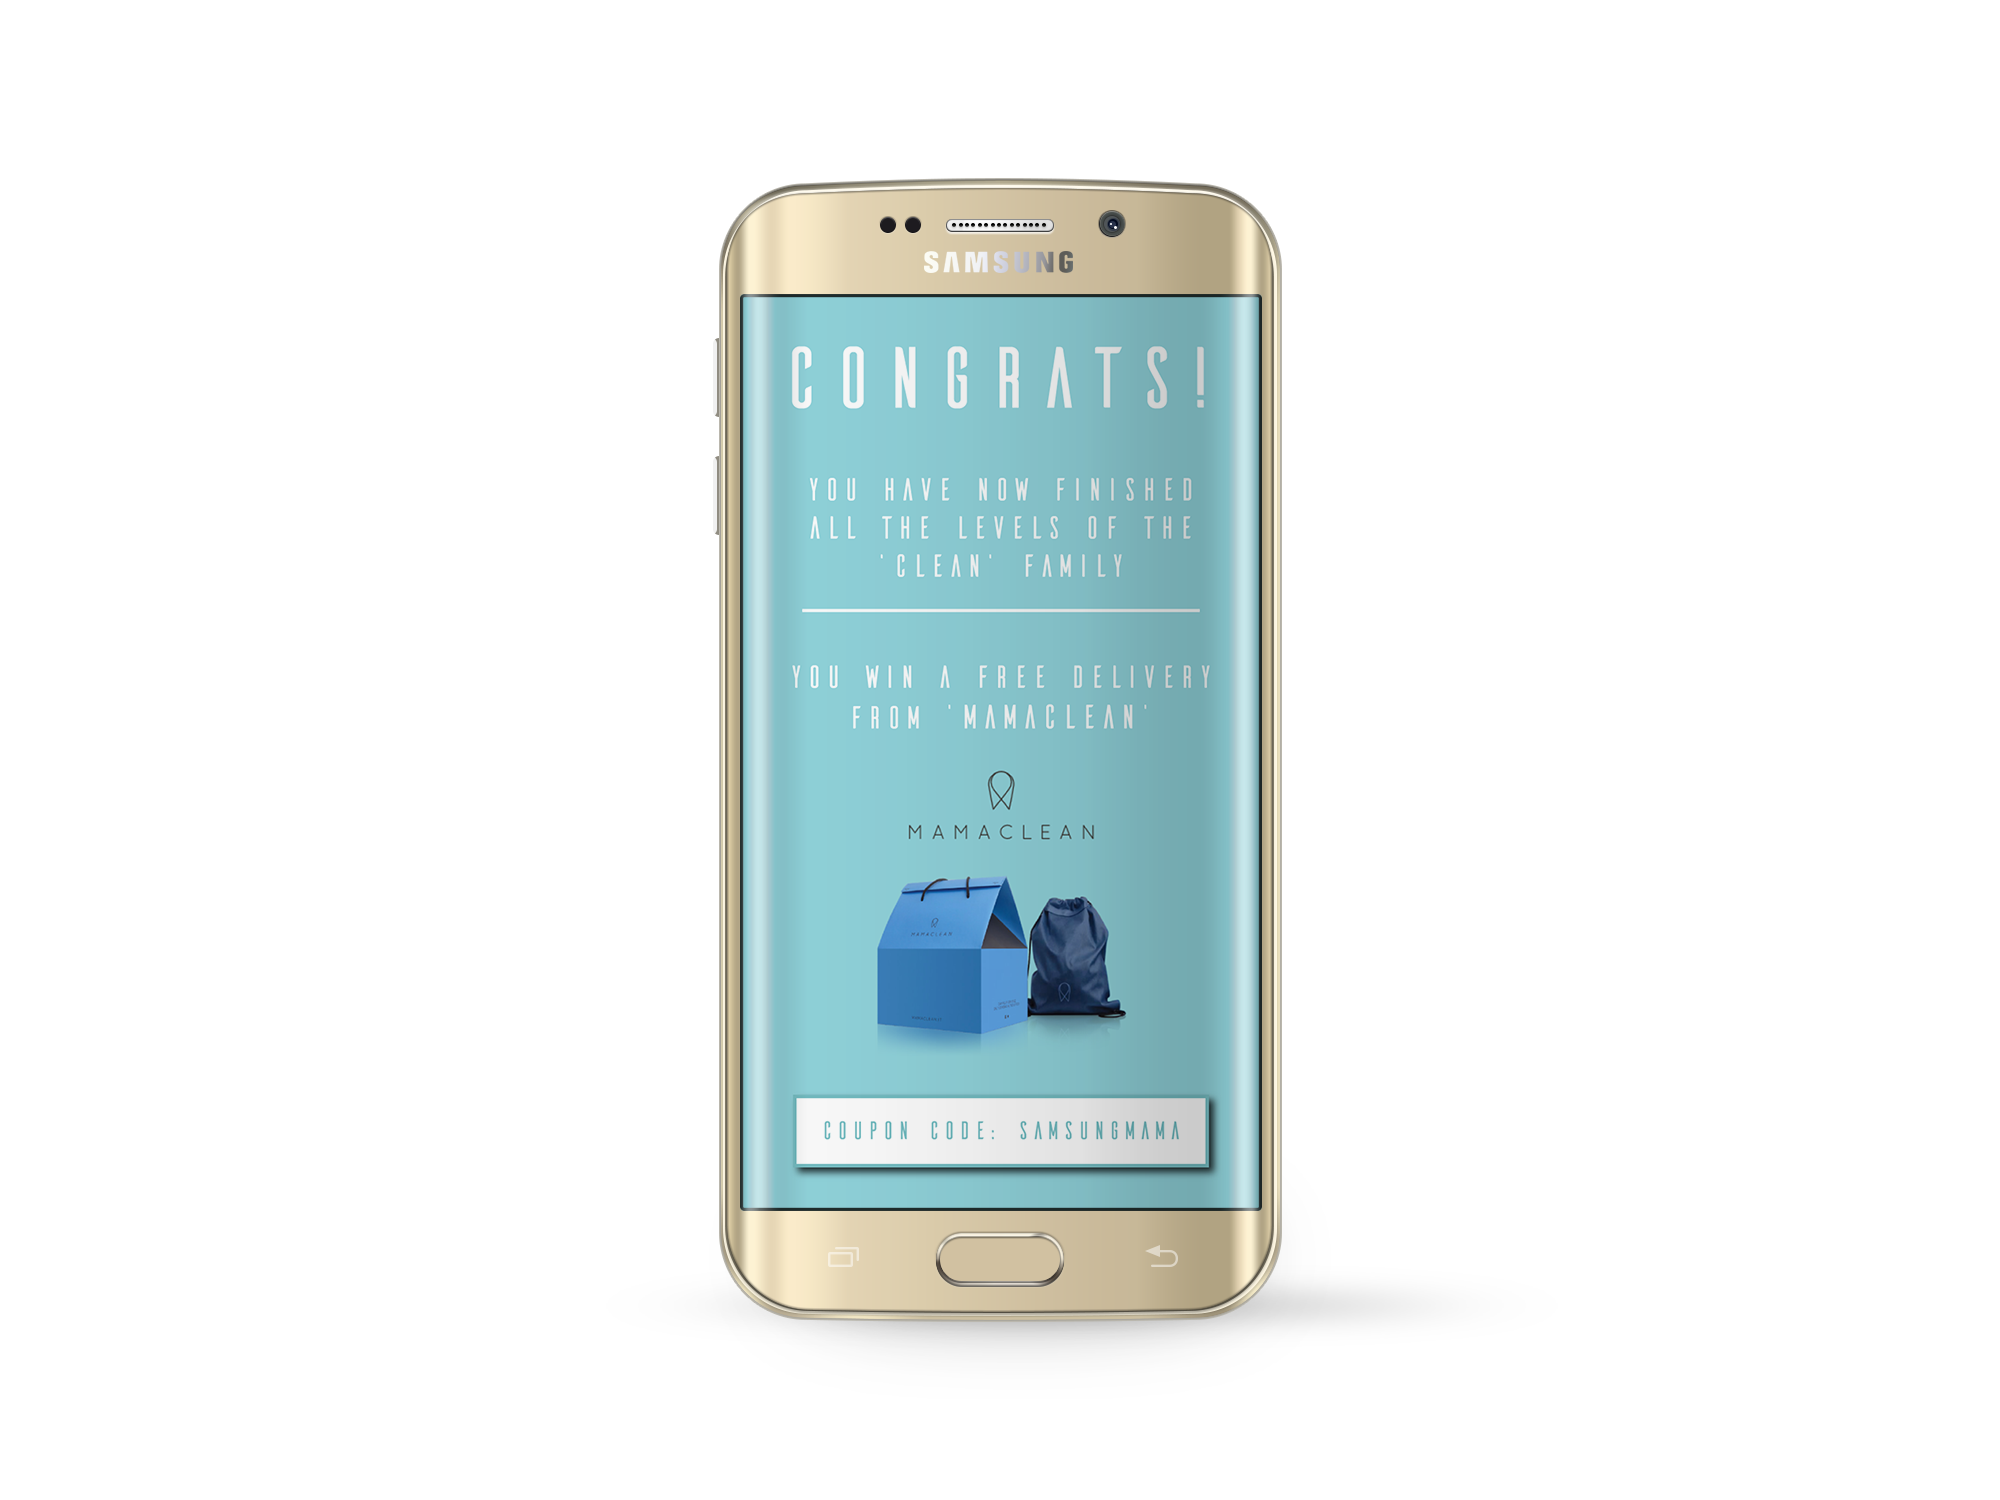 SAMSUNG
CONGRATS!
YOU HAVE NOW FINISHED
ALL THE LEVELS OF THE
'CLEAN' FAMILY
YOU WIN A FREE DELIVERY
FROM 'MAMACLEAN'
MAMACLEAN
MAMACLEAN
COUPON CODE: SAMSUNGMAMA